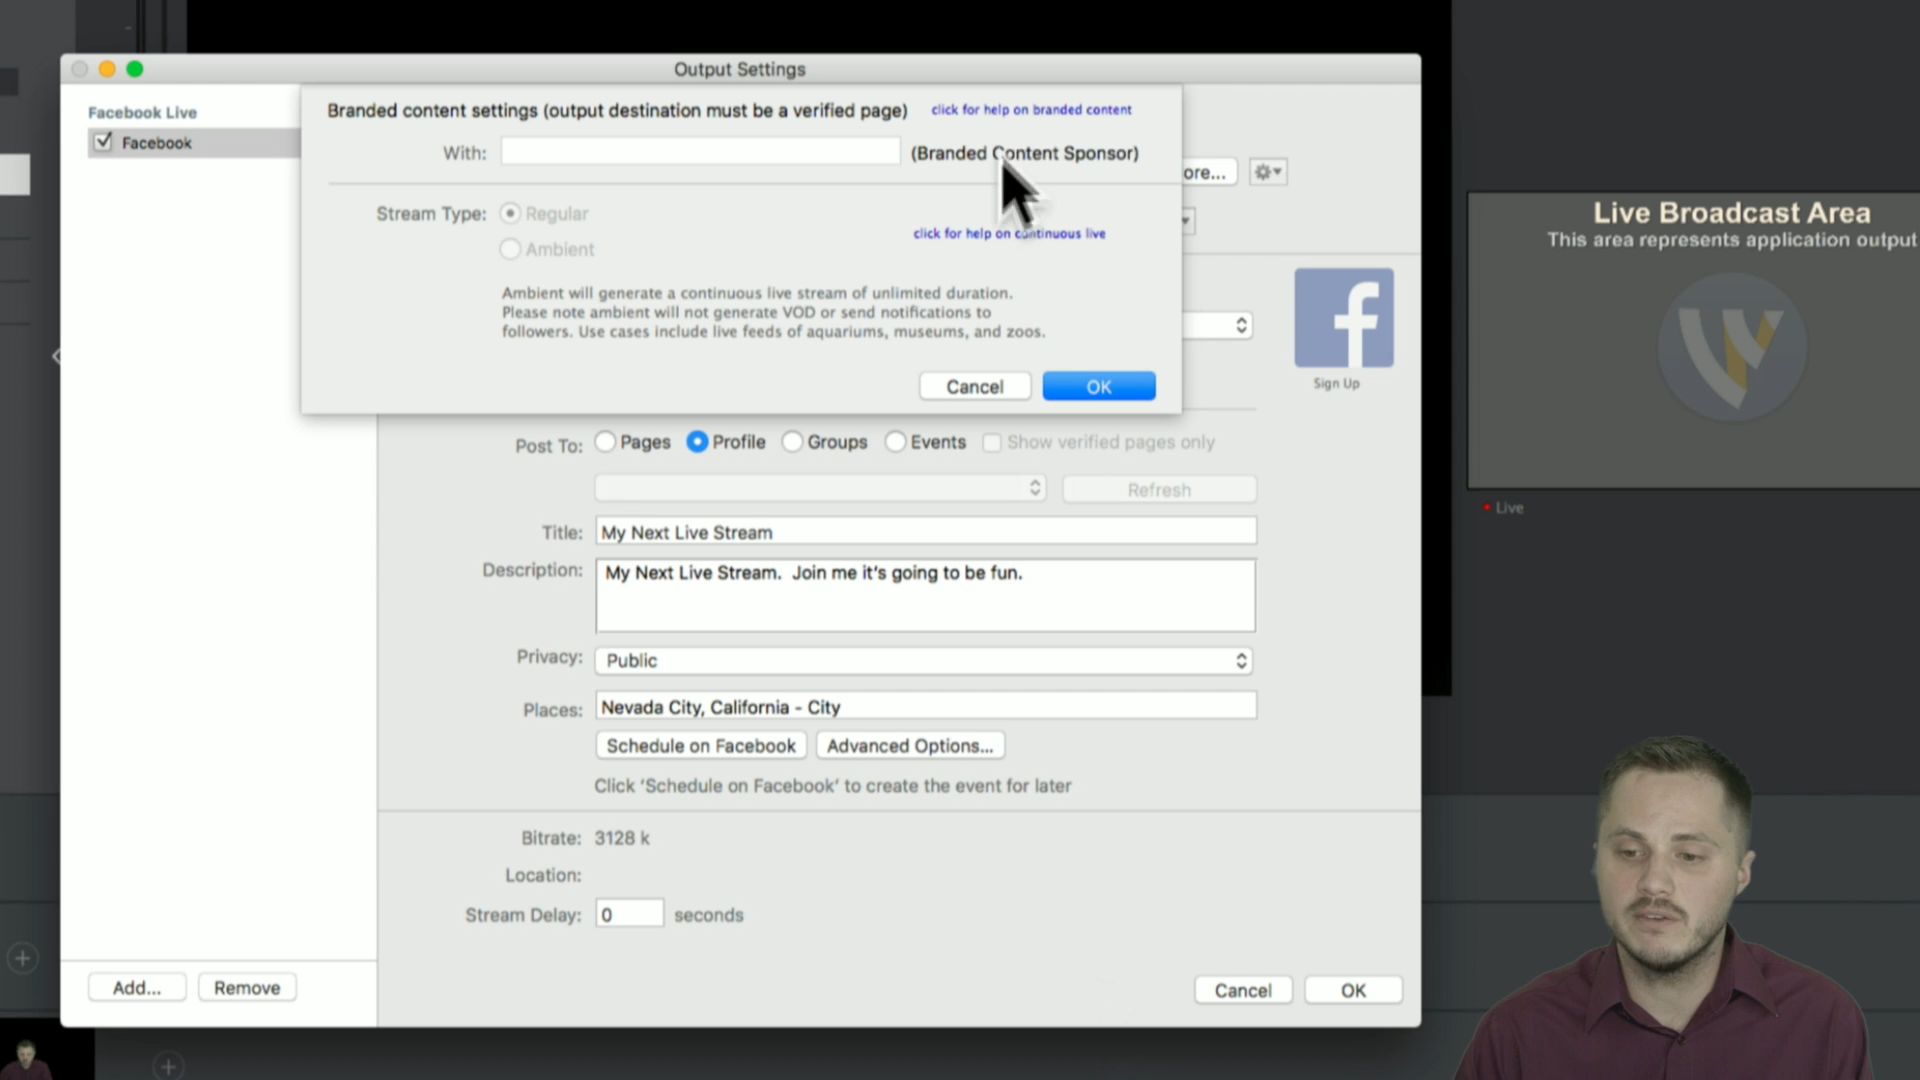 Output Settings
Facebook Live
Facebook
Branded content settings (output destination must be a verified page)
click for help on branded content
With:
(Branded Content Sponsor)
ore...
Stream Type:
Regular
click for help on continuous live
Ambient
Ambient will generate a continuous live stream of unlimited duration.
Please note ambient will not generate VOD or send notifications to
followers. Use cases include live feeds of aquariums, museums, and zoos.
Cancel
OK
Sign Up
Live Broadcast Area
This area represents application output
Live
Post To:
Pages
Profile
Groups
Events
Show verified pages only
Refresh
Title:
My Next Live Stream
Description:
My Next Live Stream.  Join me it's going to be fun.
Privacy:
Public
Places:
Nevada City, California - City
Schedule on Facebook
Advanced Options...
Click 'Schedule on Facebook' to create the event for later
Bitrate:
3128 k
Location:
Stream Delay:
0
seconds
Add...
Remove
Cancel
OK